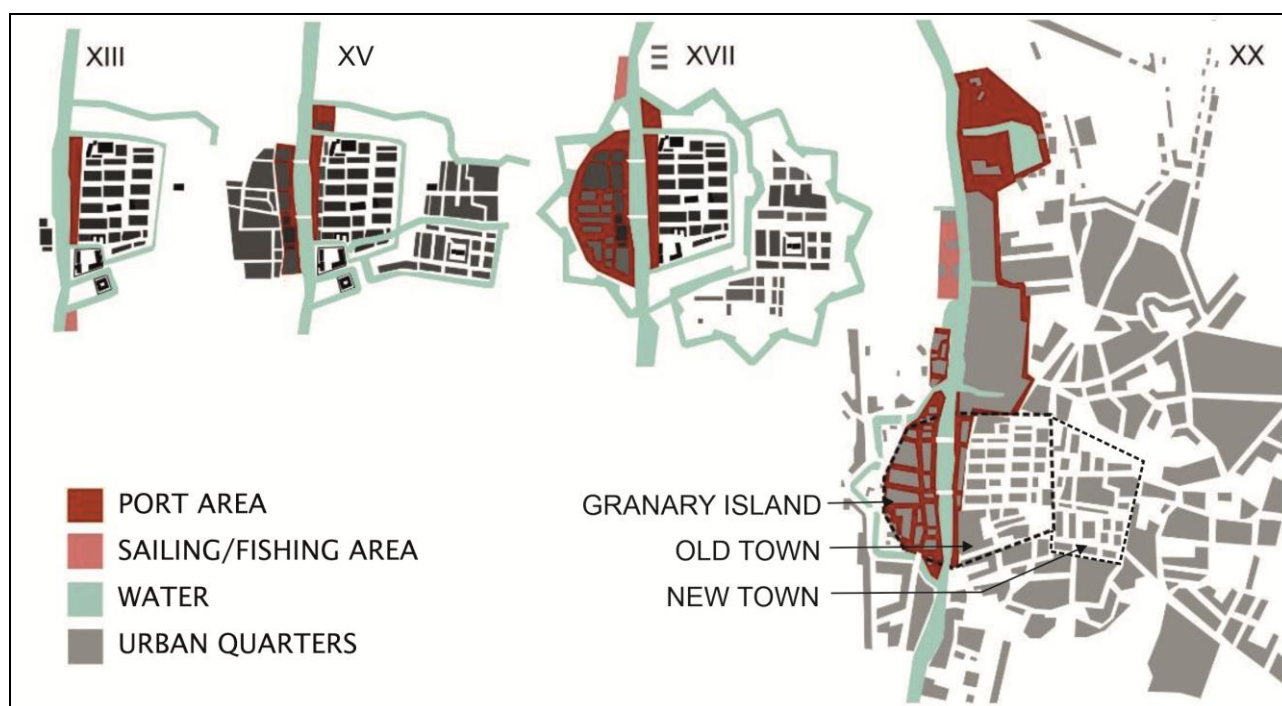 XIII
XV
XVII
XX
PORT AREA
SAILING/FISHING AREA
WATER
URBAN QUARTERS
GRANARY ISLAND
OLD TOWN
NEW TOWN